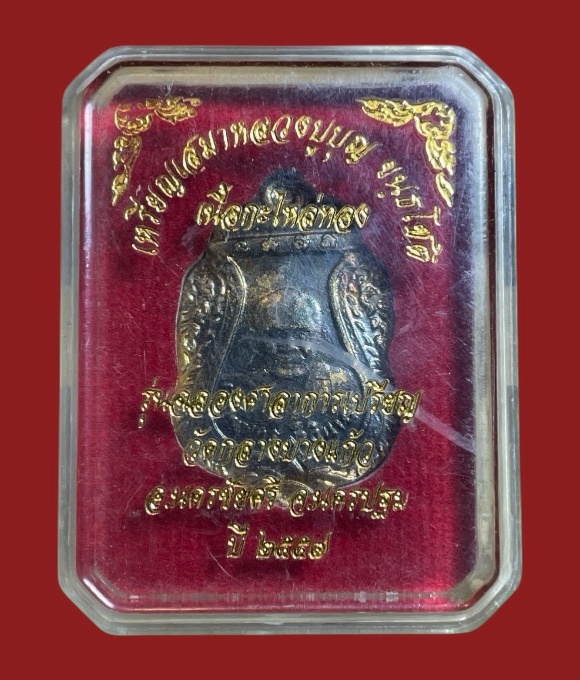 เหรียญเสมาหลวงปู่บุญ ขนฺธโชติ
เนื้อกะไหล่ทอง
รุ่นฉลองศาลาการเปรียญ
วัดกลางบางแก้ว
อ.นครชัยศรี จ.นครปฐม
ปี ๒๕๕๗